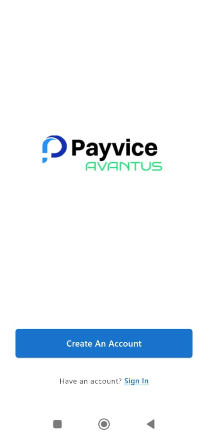 Payvice
AVANTUS
Create An Account
Have an account? Sign In